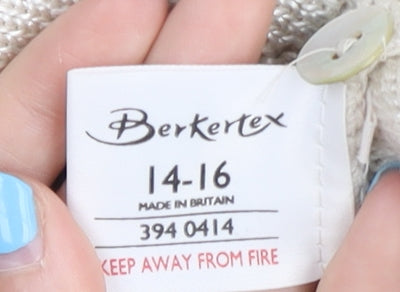 Berkertex
14-16
MADE IN BRITAIN
394 0414
KEEP AWAY FROM FIRE